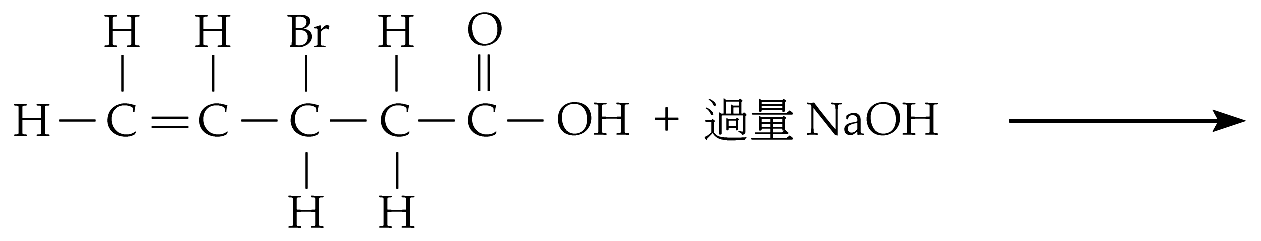 H H Br H O
H — C = C — C — C — C — OH + 過量 NaOH
H H